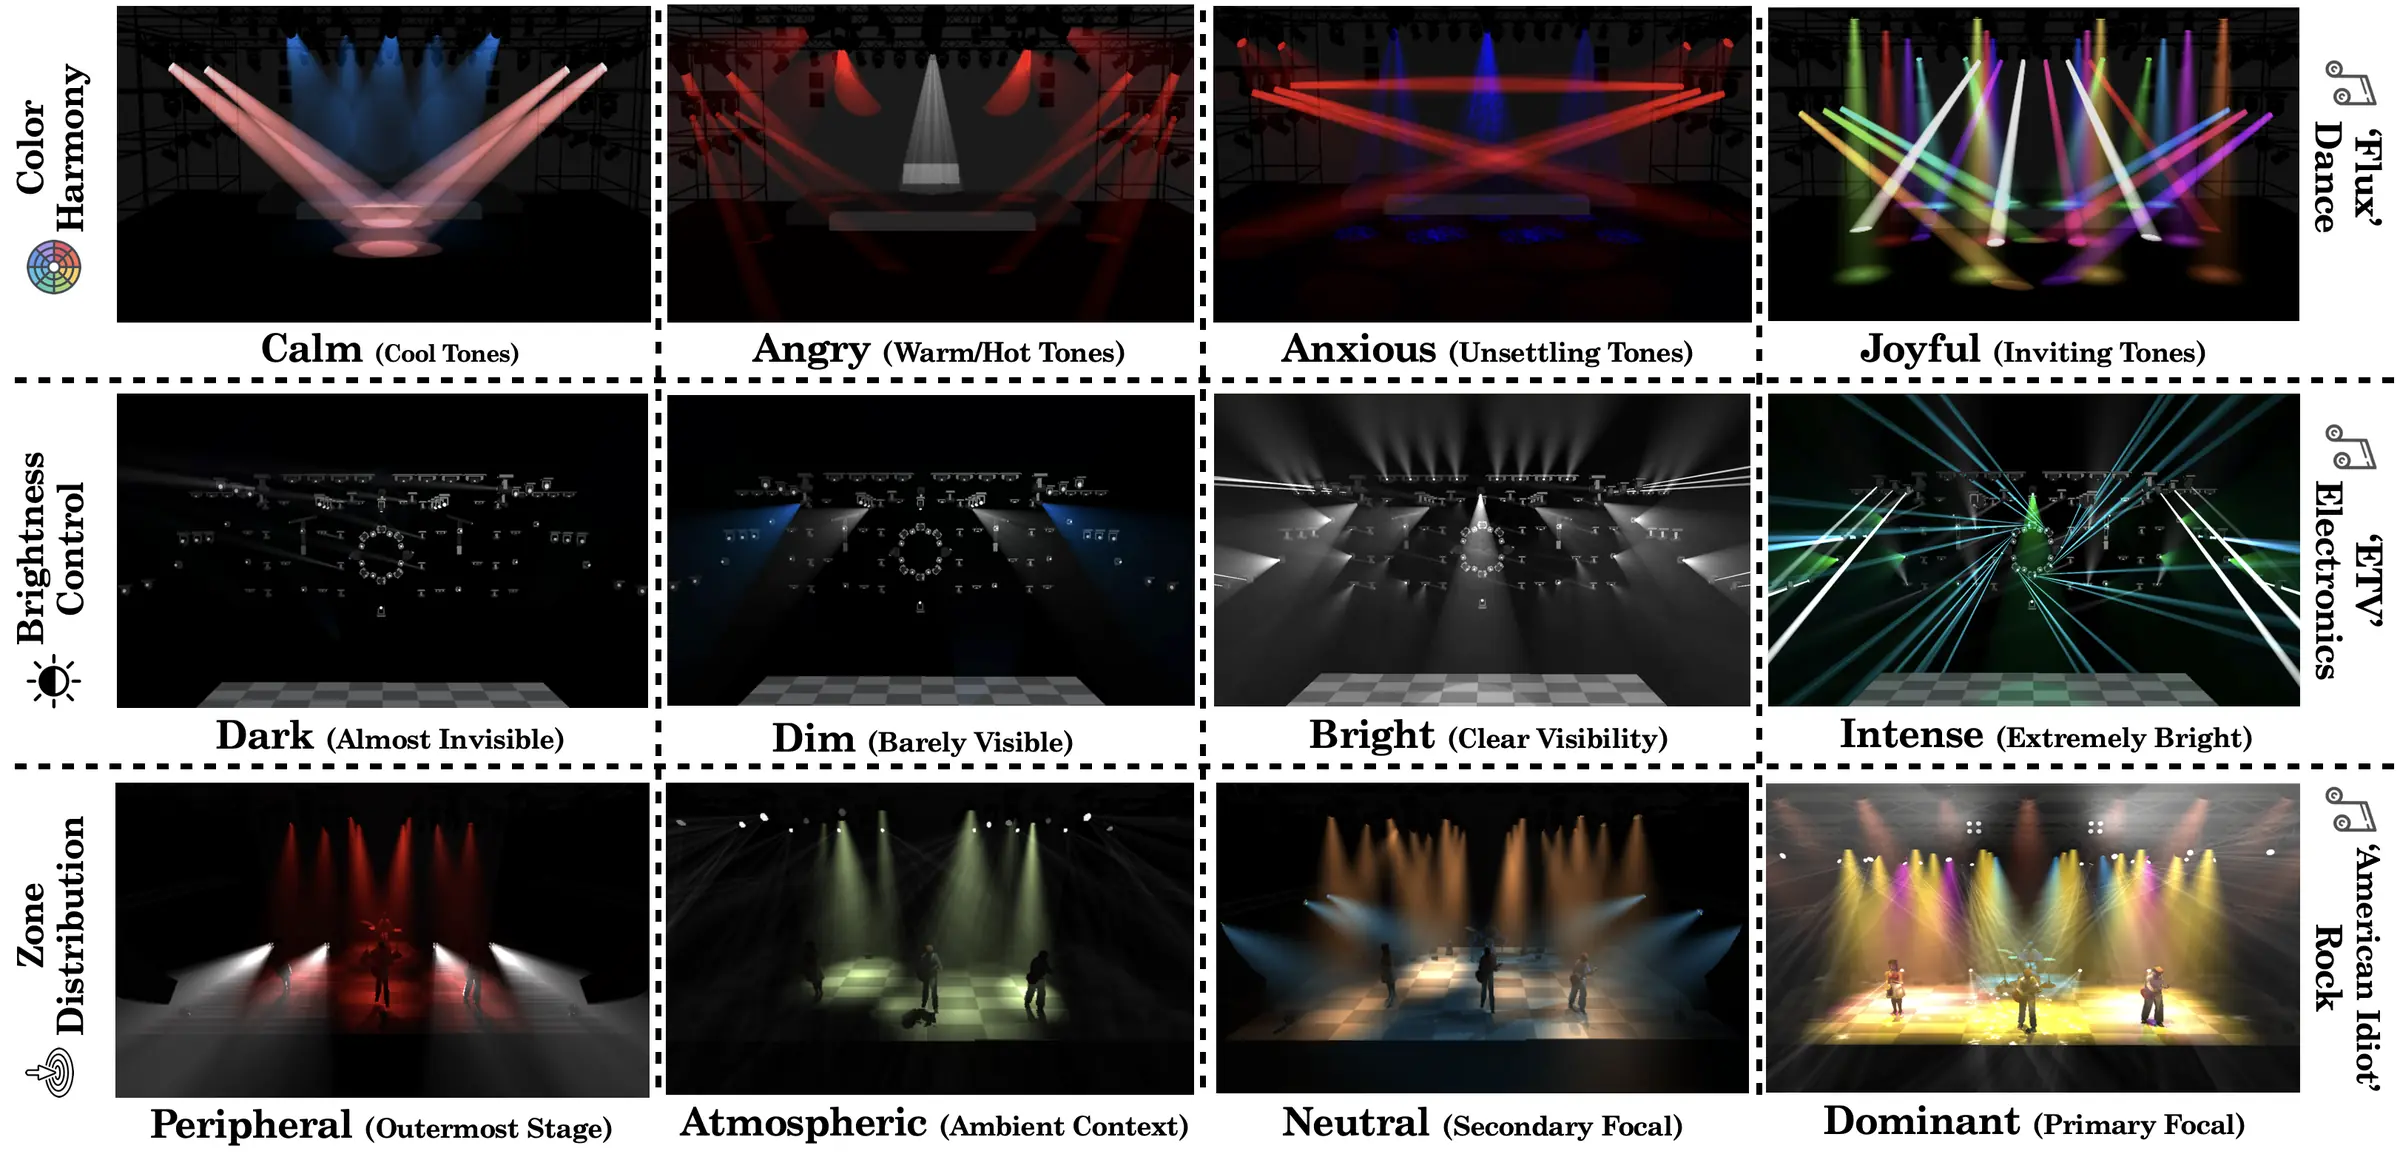 Color
Harmony
Calm (Cool Tones)
Angry (Warm/Hot Tones)
Anxious (Unsettling Tones)
Joyful (Inviting Tones)
'Flux'
Dance
Brightness
Control
Dark (Almost Invisible)
Dim (Barely Visible)
Bright (Clear Visibility)
Intense (Extremely Bright)
'ETV'
Electronics
Zone
Distribution
Peripheral (Outermost Stage)
Atmospheric (Ambient Context)
Neutral (Secondary Focal)
Dominant (Primary Focal)
'American Idiot'
Rock